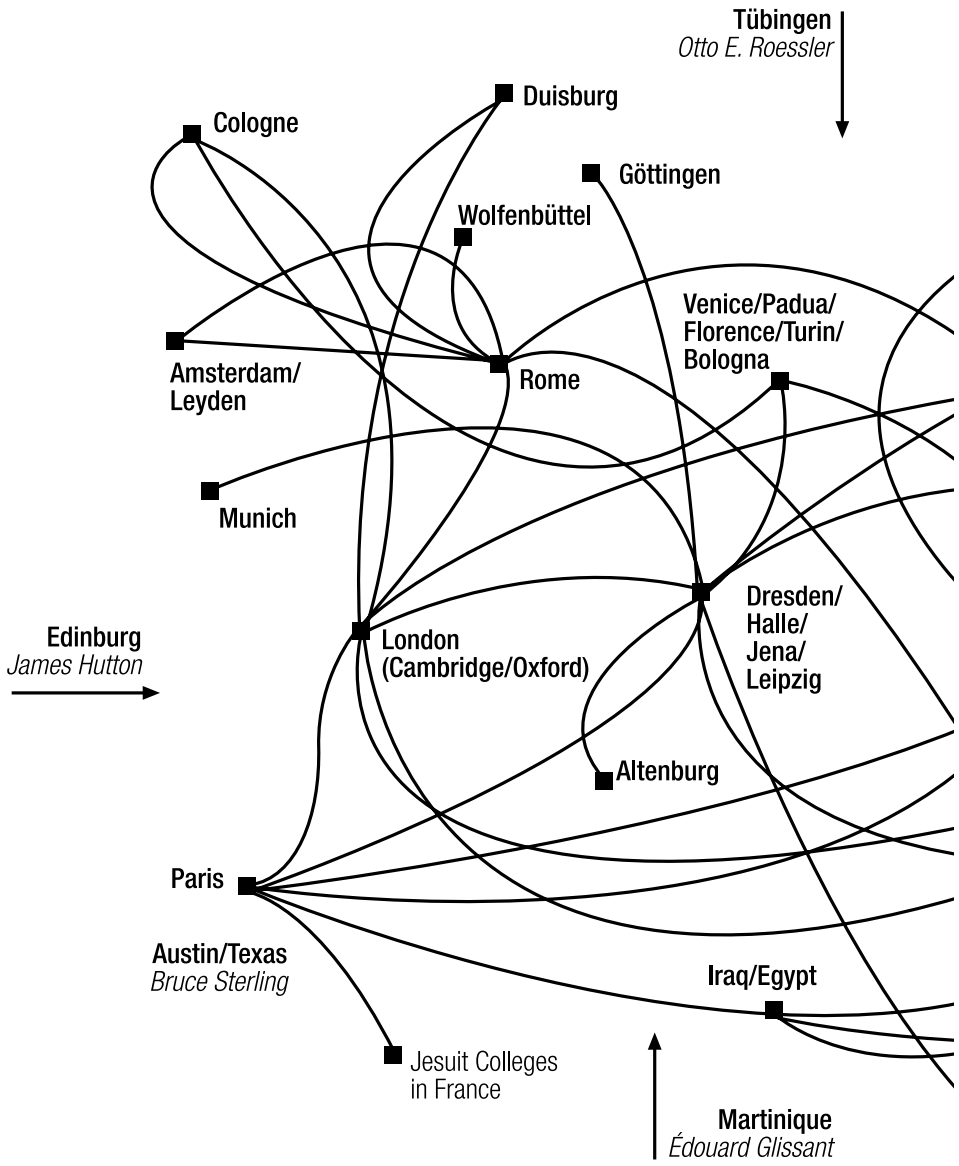 Tübingen
Otto E. Roessler
Duisburg
Cologne
Göttingen
Wolfenbüttel
Venice/Padua/
Florence/Turin/
Bologna
Amsterdam/
Leyden
Rome
Munich
Dresden/
Halle/
Jena/
Leipzig
Edinburg
James Hutton
London
(Cambridge/Oxford)
Altenburg
Paris
Austin/Texas
Bruce Sterling
Iraq/Egypt
Jesuit Colleges
in France
Martinique
Édouard Glissant